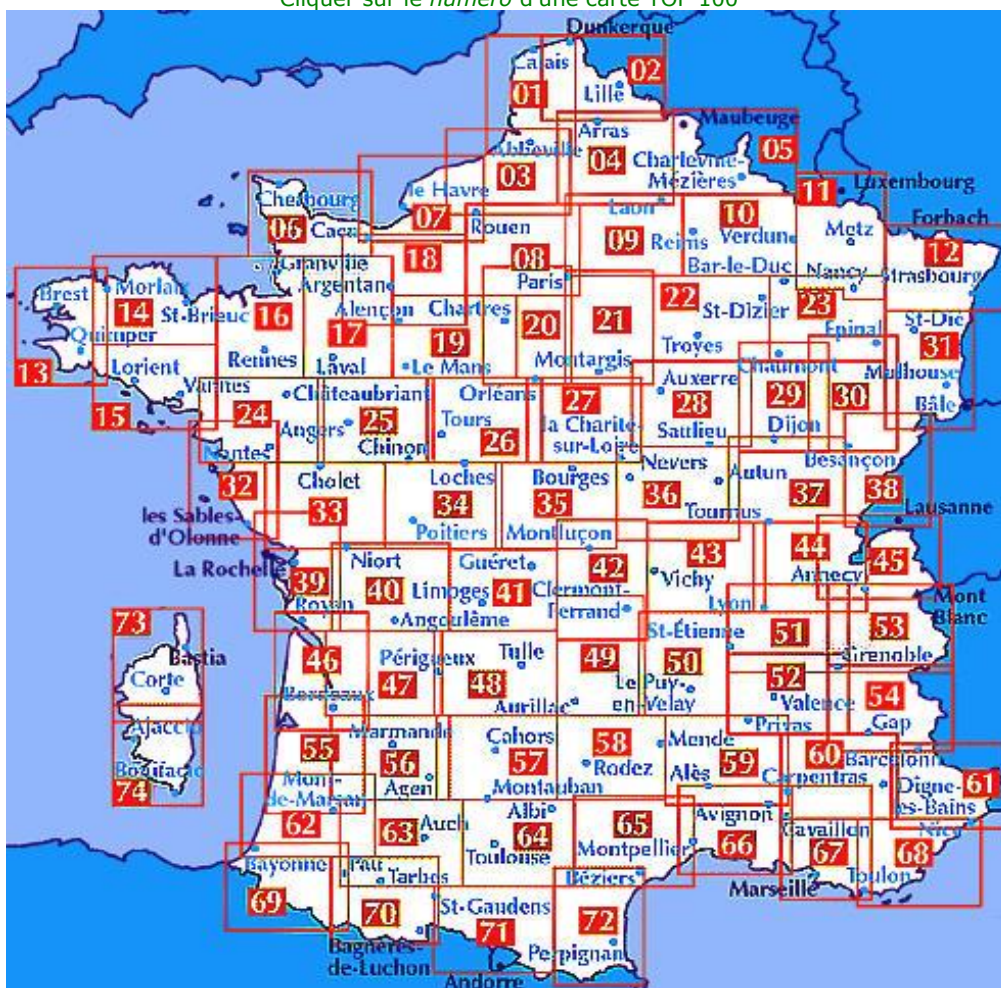 Cliquer sur le numéro d'une carte TOP 100
Dunkerque
Calais
02
01
Lille
Maubeuge
Arras
Abbeville
04
05
03
Charleville-
Mézières
11
Luxembourg
Cherbourg
le Havre
07
Laon
10
Forbach
06
Caen
Rouen
09
Reims
Verdun
Metz
12
18
08
Granville
Paris
Bar-le-Duc
Nancy
Strasbourg
Brest
Morlaix
Argentan
22
23
14
St-Brieuc
16
Alençon
Chartres
20
21
St-Dizier
St-Dié
17
Epinal
31
Quimper
Rennes
19
Troyes
13
Lorient
Laval
Le Mans
Montargis
Chaumont
Mulhouse
Vannes
Châteaubriant
Orléans
27
Auxerre
29
30
15
28
Bâle
24
25
Tours
la Charité-
sur-Loire
Angers
Chinon
26
Saulieu
Dijon
Nantes
Nevers
Besançon
Cholet
Loches
Bourges
Autun
32
34
35
36
37
38
33
Tournus
Lausanne
les Sables-
d'Olonne
Poitiers
Montluçon
44
45
La Rochelle
Niort
Guéret
42
43
Annecy
39
40
Limoges
41
Clermont-
Ferrand
Vichy
Mont
Blanc
Royan
Angoulême
Lyon
73
St-Étienne
51
53
Bastia
46
Périgueux
Tulle
49
50
Grenoble
Corte
47
48
Le Puy-
en-Velay
52
Bordeaux
Aurillac
Valence
54
Ajaccio
Marmande
Cahors
58
Mende
Privas
Gap
55
56
57
Rodez
59
60
Barcelonn
Bonifacio
Mont-
de-Marsan
Agen
Montauban
Alès
Carpentras
Digne-
les-Bains
61
74
62
63
Auch
Albi
65
Avignon
Cavaillon
Nice
64
Toulouse
Montpellier
66
67
68
Bayonne
Pau
Tarbes
Béziers
Marseille
Toulon
69
70
St-Gaudens
72
71
Bagnères-
de-Luchon
Perpignan
Andorre